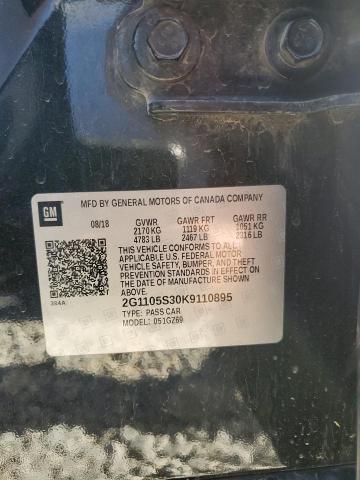 MFD BY GENERAL MOTORS OF CANADA COMPANY
GM
08/18 GVWR GAWR FRT GAWR RR
2170 KG 1119 KG 1051 KG
4783 LB 2467 LB 2316 LB
THIS VEHICLE CONFORMS TO ALL
APPLICABLE U.S. FEDERAL MOTOR
VEHICLE SAFETY, BUMPER, AND THEFT
PREVENTION STANDARDS IN EFFECT ON
THE DATE OF MANUFACTURE SHOWN
ABOVE.
2G1105S30K9110895
TYPE: PASS CAR
MODEL: 051GZ69
3S4A